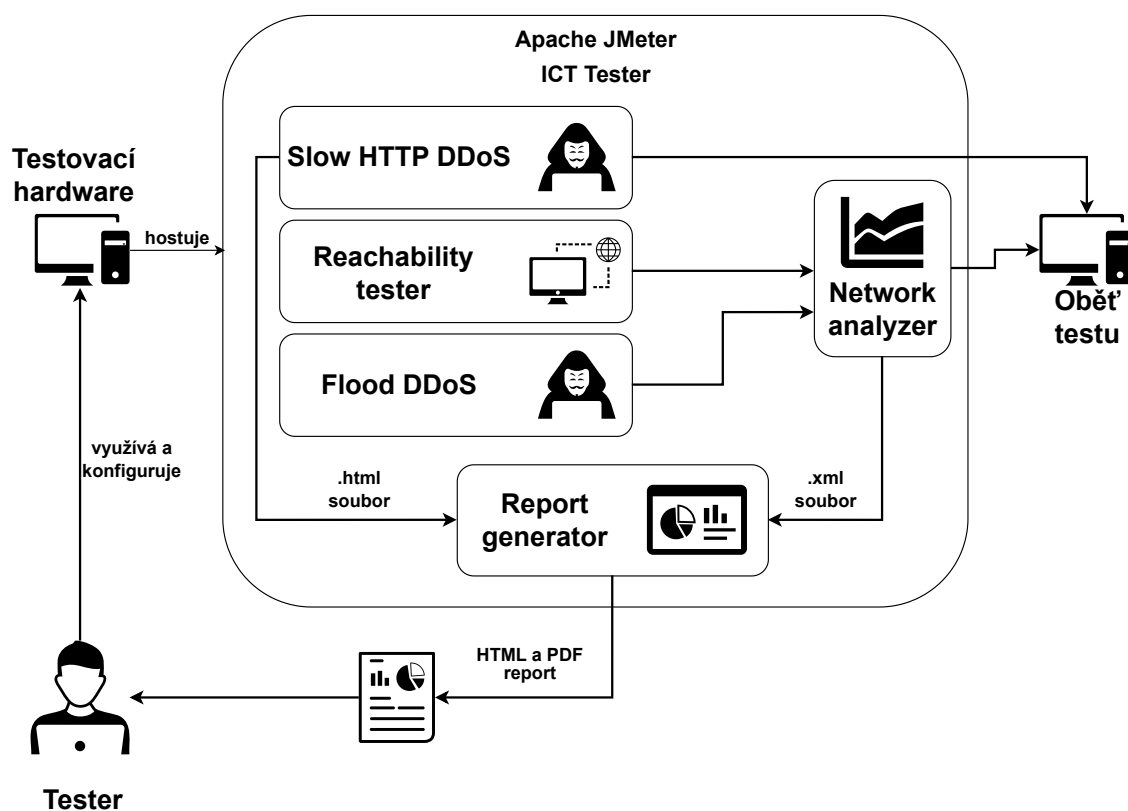 Apache JMeter
ICT Tester
Testovací
hardware
hostuje
Slow HTTP DDoS
Reachability
tester
Flood DDoS
Network
analyzer
Oběť
testu
využívá a
konfiguruje
.html
soubor
Report
generator
.xml
soubor
HTML a PDF
report
Tester